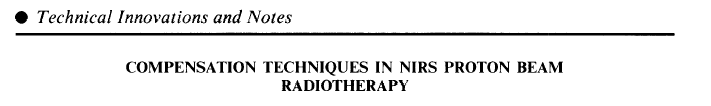 ● Technical Innovations and Notes
COMPENSATION TECHNIQUES IN NIRS PROTON BEAM
RADIOTHERAPY